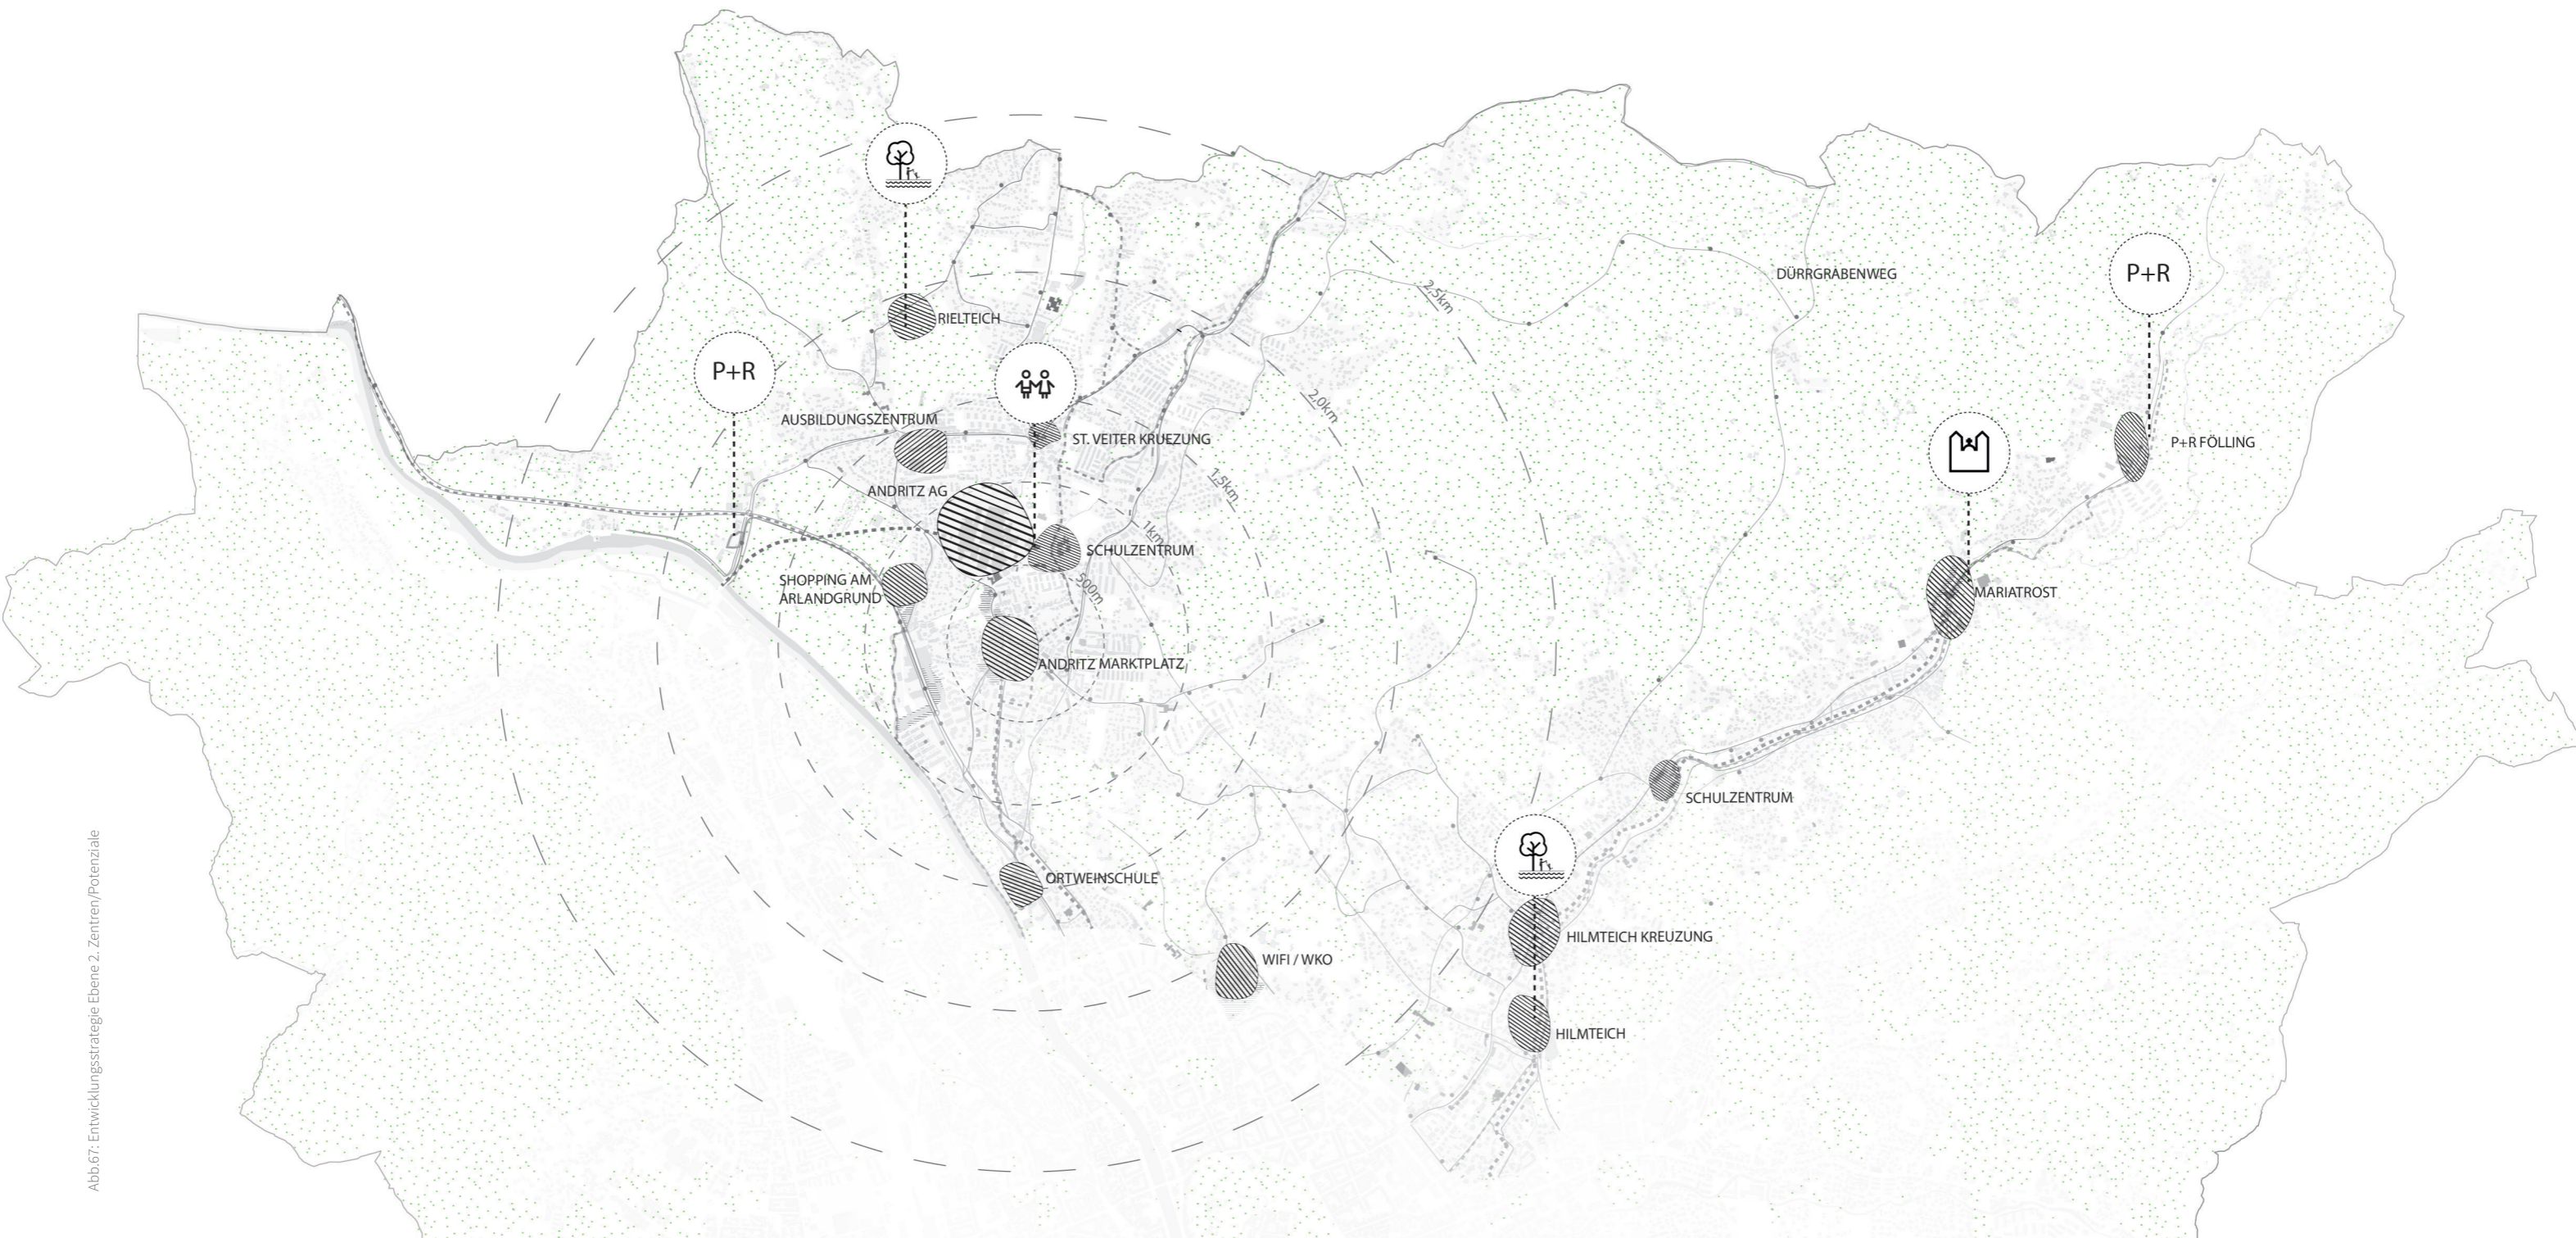 DÜRRGRABENWEG
P+R
2,5km
RIELTEICH
P+R
2,0km
AUSBILDUNGSZENTRUM
ST. VEITER KRUEZUNG
P+R FÖLLING
ANDRITZ AG
1,5km
1km
SCHULZENTRUM
SHOPPING AM
ARLANDGRUND
500m
MARIATROST
ANDRITZ MARKTPLATZ
SCHULZENTRUM
ORTWEINSCHULE
HILMTEICH KREUZUNG
WIFI / WKO
HILMTEICH
Abb.67: Entwicklungsstrategie Ebene 2. Zentren/Potenziale